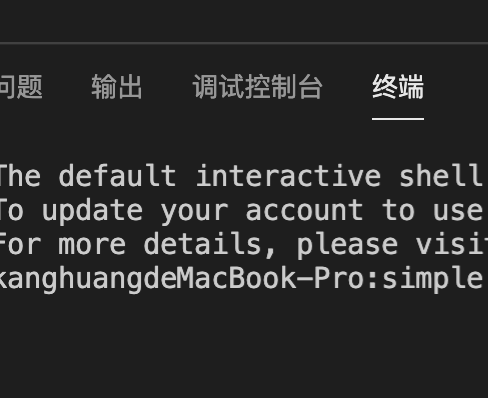 问题 输出 调试控制台 终端
The default interactive shell
To update your account to use
For more details, please visit
kanghuangdeMacBook-Pro:simple